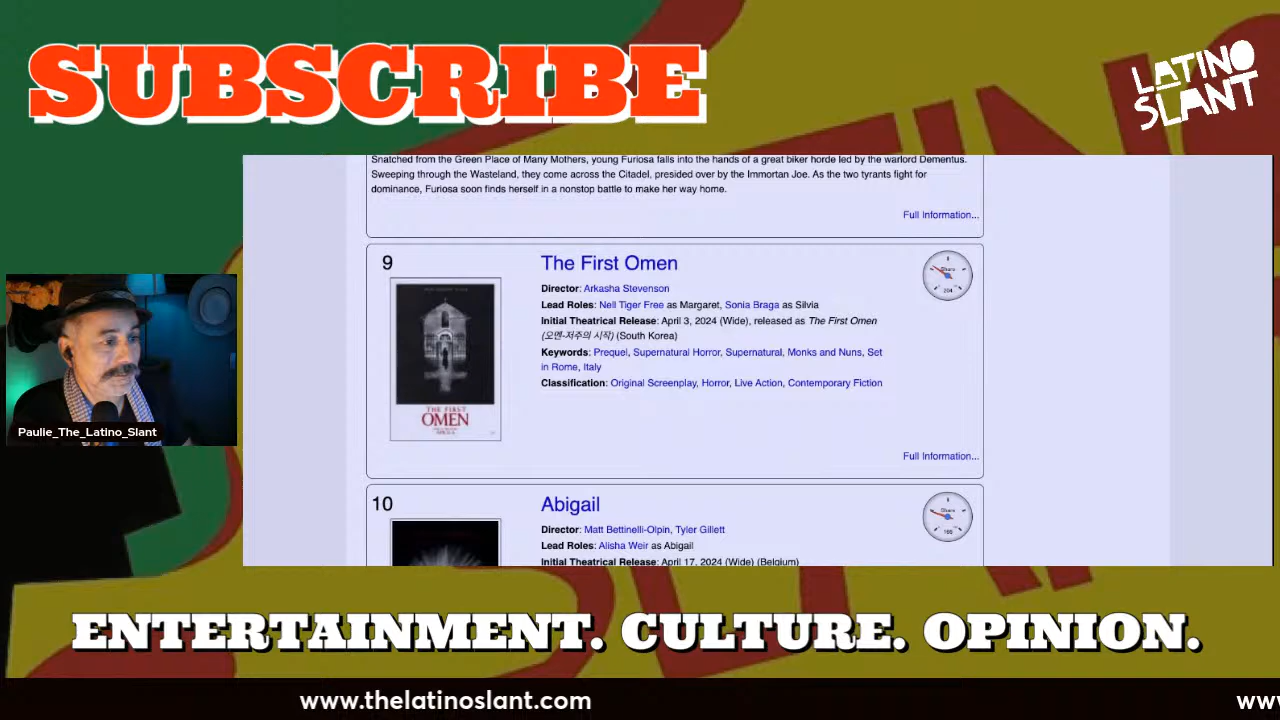 SUBSCRIBE
LATINO
SLANT
Snatched from the Green Place of Many Mothers, young Furiosa falls into the hands of a great biker horde led by the warlord Dementus.
Sweeping through the Wasteland, they come across the Citadel, presided over by the Immortan Joe. As the two tyrants fight for
dominance, Furiosa soon finds herself in a nonstop battle to make her way home.
Full Information...
9
The First Omen
Director: Arkasha Stevenson
Lead Roles: Nell Tiger Free as Margaret, Sonia Braga as Silvia
Initial Theatrical Release: April 3, 2024 (Wide), released as The First Omen
(오멘-저주의 시작) (South Korea)
Keywords: Prequel, Supernatural Horror, Supernatural, Monks and Nuns, Set
in Rome, Italy
Classification: Original Screenplay, Horror, Live Action, Contemporary Fiction
THE FIRST
OMEN
Share
204
Full Information...
10
Abigail
Director: Matt Bettinelli-Olpin, Tyler Gillett
Lead Roles: Alisha Weir as Abigail
Initial Theatrical Release: April 17, 2024 (Wide) (Belgium)
Share
Paulie_The_Latino_Slant
ENTERTAINMENT. CULTURE. OPINION.
www.thelatinoslant.com
ww